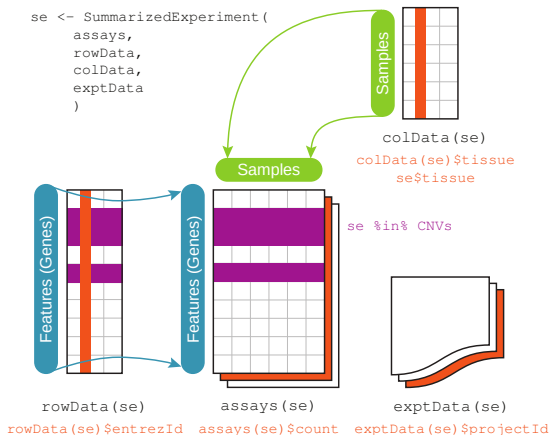 se <- SummarizedExperiment(
assays,
rowData,
colData,
exptData
)
Samples
colData(se)
colData(se)$tissue
se$tissue
Samples
Features (Genes)
Features (Genes)
se %in% CNVs
rowData(se)
assays(se)
exptData(se)
rowData(se)$entrezId
assays(se)$count
exptData(se)$projectId